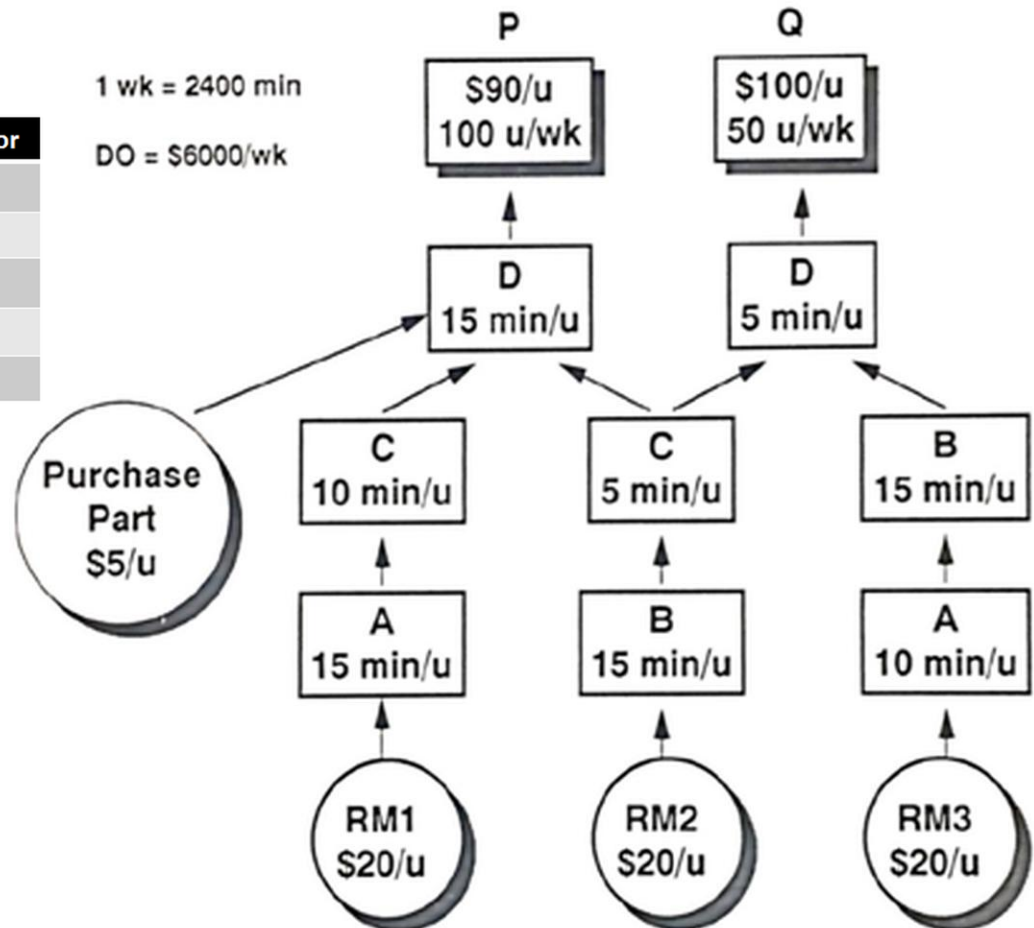 P
Q
1 wk = 2400 min
$90/u
100 u/wk
$100/u
50 u/wk
or
DO = $6000/wk
D
15 min/u
D
5 min/u
Purchase
Part
$5/u
C
10 min/u
C
5 min/u
B
15 min/u
A
15 min/u
B
15 min/u
A
10 min/u
RM1
$20/u
RM2
$20/u
RM3
$20/u